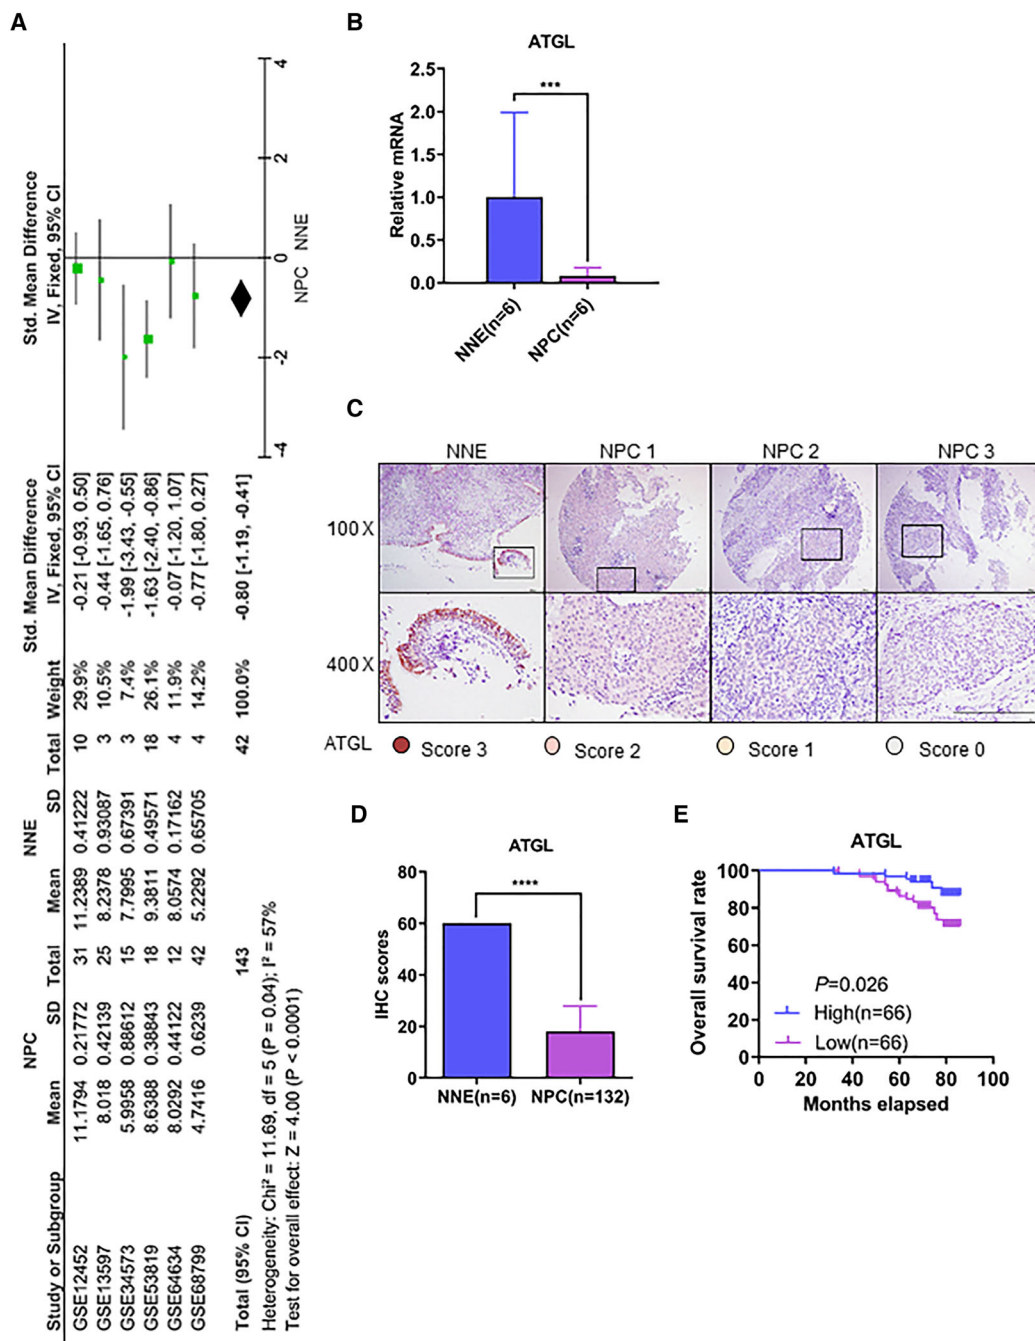 A
NPC NNE Std. Mean Difference Std. Mean Difference
Study or Subgroup Mean SD Total Mean SD Total Weight IV, Fixed, 95% CI IV, Fixed, 95% CI
GSE12452 11.1794 0.21772 31 11.2389 0.41222 10 29.9% -0.21 [-0.93, 0.50]
GSE13597 8.018 0.42139 25 8.2378 0.93087 3 10.5% -0.44 [-1.65, 0.76]
GSE34573 5.9958 0.88612 15 7.7995 0.67391 3 7.4% -1.99 [-3.43, -0.55]
GSE53819 8.6388 0.38843 18 9.3811 0.49571 18 26.1% -1.63 [-2.40, -0.86]
GSE64634 8.0292 0.44122 12 8.0574 0.17162 4 11.9% -0.07 [-1.20, 1.07]
GSE68799 4.7416 0.6239 42 5.2292 0.65705 4 14.2% -0.77 [-1.80, 0.27]
Total (95% CI) 143 42 100.0% -0.80 [-1.19, -0.41]
Heterogeneity: Chi² = 11.69, df = 5 (P = 0.04); I² = 57%
Test for overall effect: Z = 4.00 (P < 0.0001)
-4 -2 0 2 4
NPC NNE
B
ATGL
Relative mRNA
2.5
2.0
1.5
1.0
0.5
0.0
***
NNE(n=6) NPC(n=6)
C
NNE NPC 1 NPC 2 NPC 3
100 X
400 X
ATGL Score 3 Score 2 Score 1 Score 0
D
ATGL
IHC scores
80
60
40
20
0
****
NNE(n=6) NPC(n=132)
E
ATGL
Overall survival rate
100
80
60
40
20
0
P=0.026
High(n=66)
Low(n=66)
0 20 40 60 80 100
Months elapsed